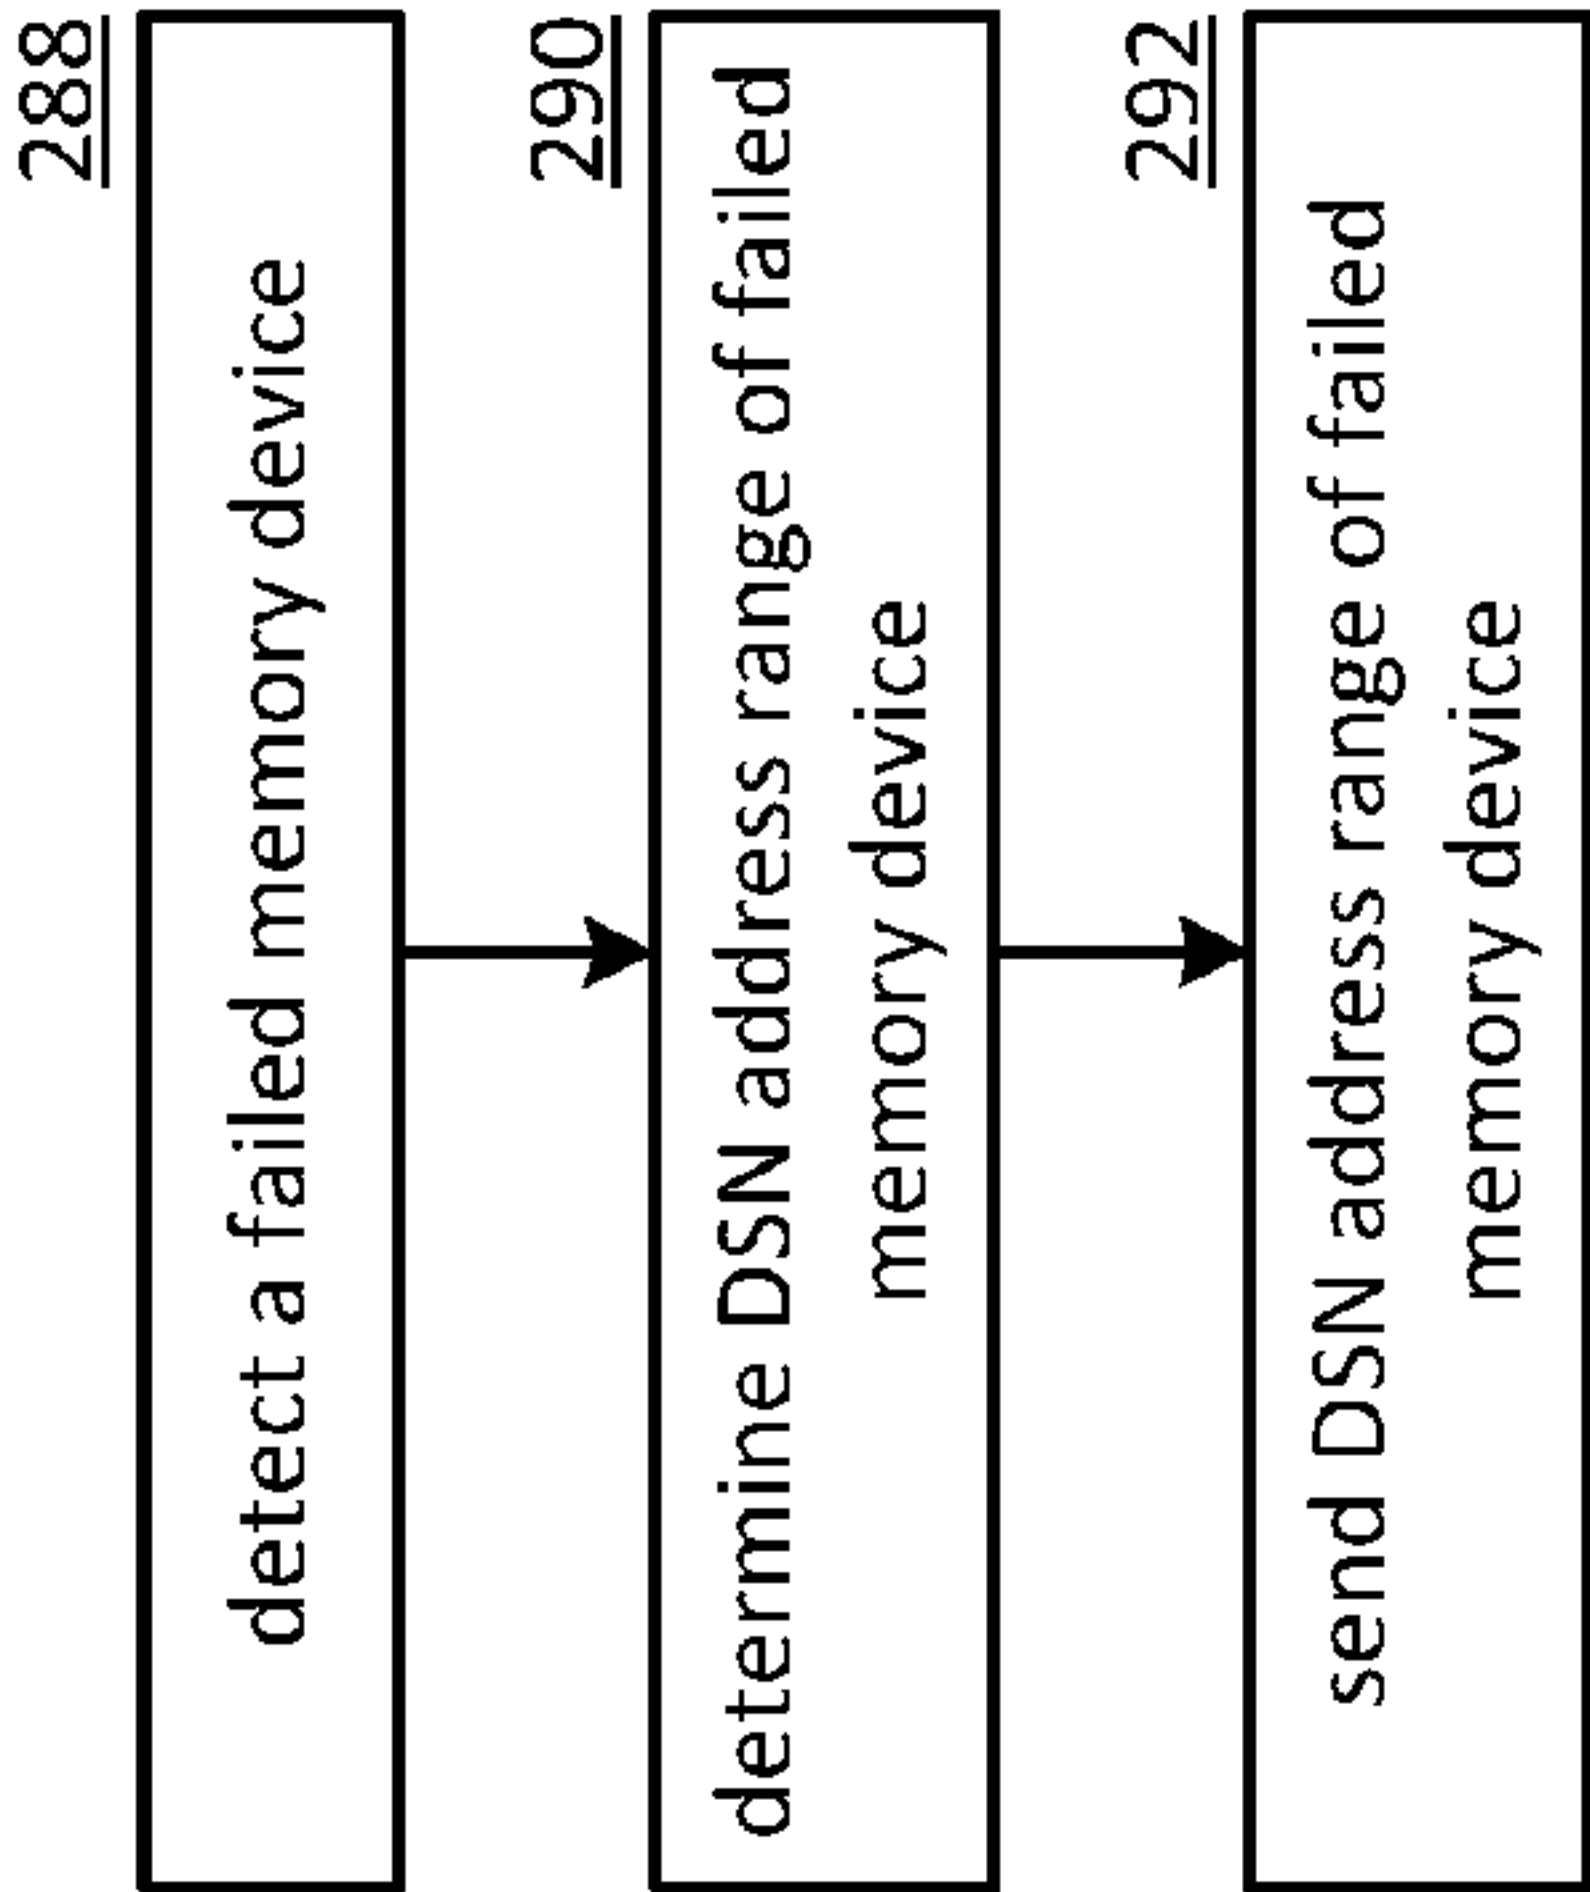 288
detect a failed memory device
290
determine DSN address range of failed
memory device
292
send DSN address range of failed
memory device